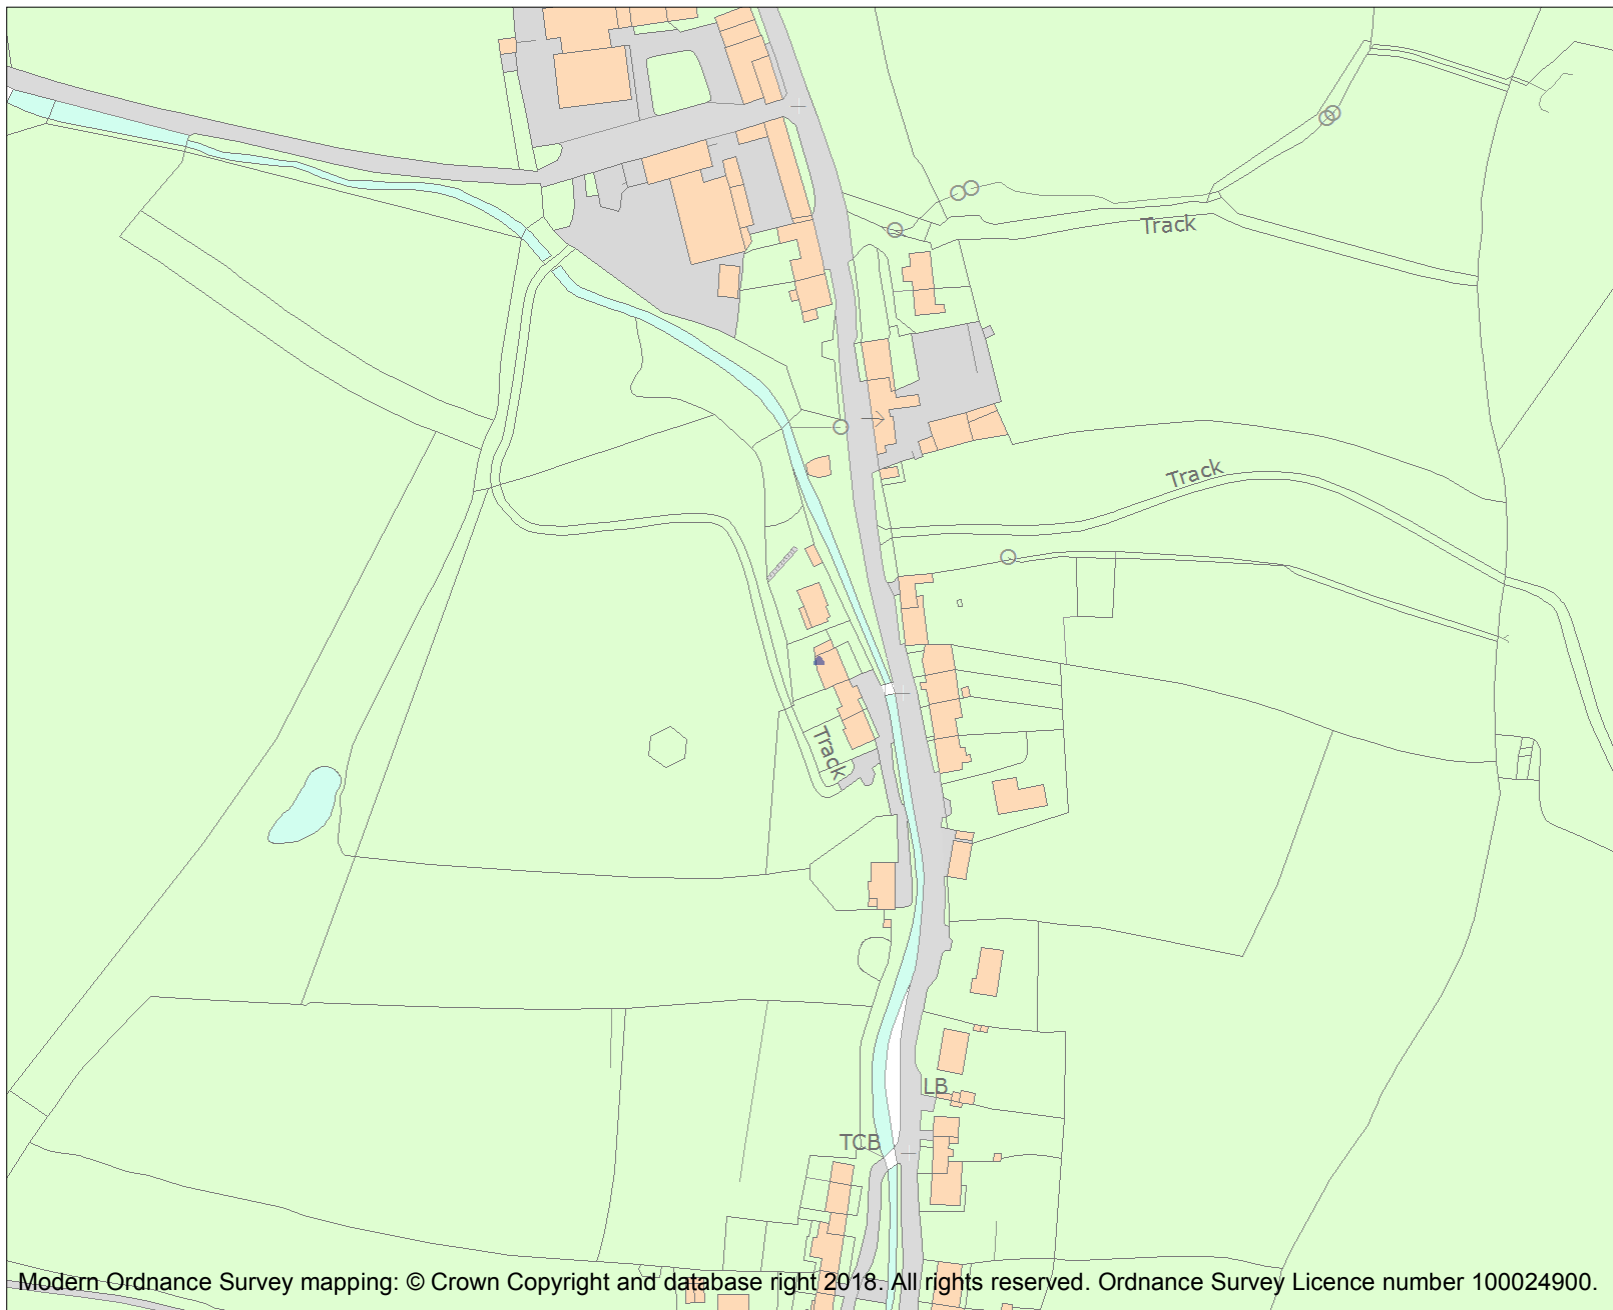 Track
Track
Track
LB
TCB
Modern Ordnance Survey mapping: © Crown Copyright and database right 2018. All rights reserved. Ordnance Survey Licence number 100024900.